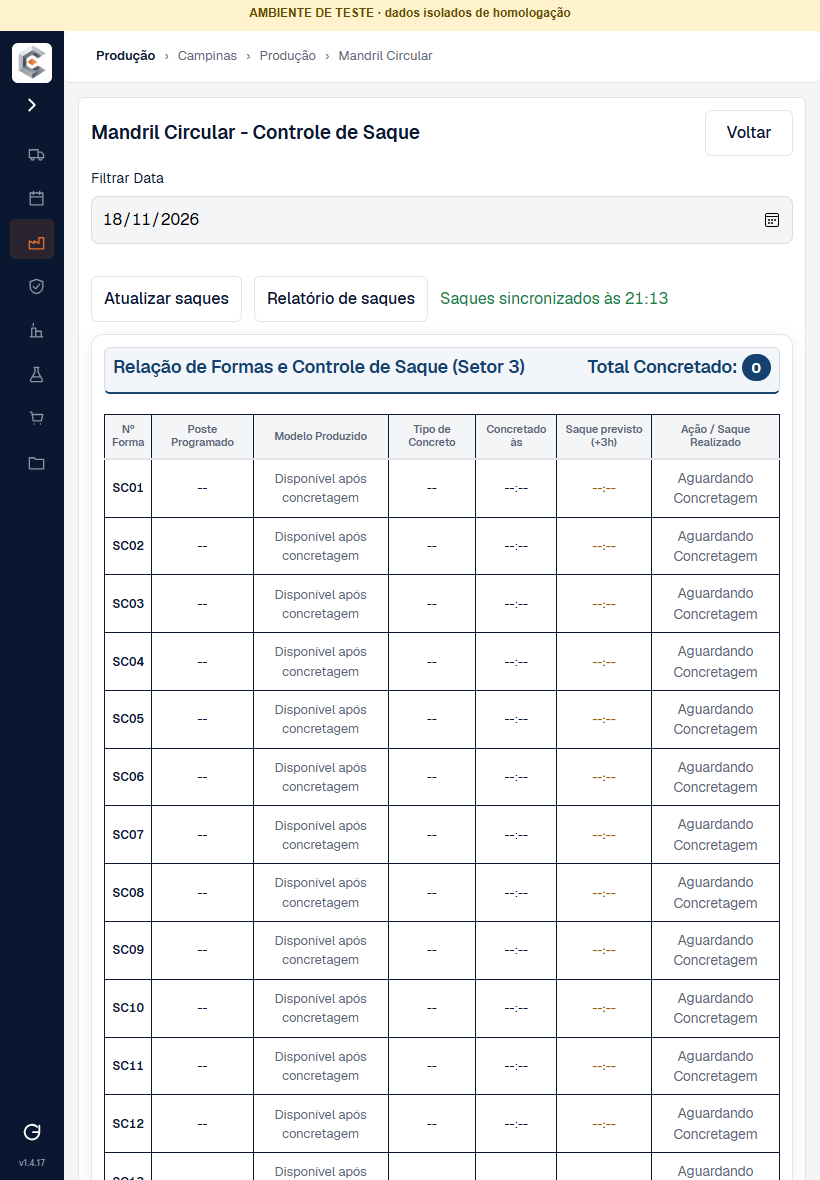 AMBIENTE DE TESTE · dados isolados de homologação
Produção › Campinas › Produção › Mandril Circular
Mandril Circular - Controle de Saque
Voltar
Filtrar Data
18/11/2026
Atualizar saques
Relatório de saques
Saques sincronizados às 21:13
Relação de Formas e Controle de Saque (Setor 3)
Total Concretado: 0
Nº Forma | Poste Programado | Modelo Produzido | Tipo de Concreto | Concretado às | Saque previsto (+3h) | Ação / Saque Realizado
SC01 -- Disponível após concretagem -- --:-- --:-- Aguardando Concretagem
SC02 -- Disponível após concretagem -- --:-- --:-- Aguardando Concretagem
SC03 -- Disponível após concretagem -- --:-- --:-- Aguardando Concretagem
SC04 -- Disponível após concretagem -- --:-- --:-- Aguardando Concretagem
SC05 -- Disponível após concretagem -- --:-- --:-- Aguardando Concretagem
SC06 -- Disponível após concretagem -- --:-- --:-- Aguardando Concretagem
SC07 -- Disponível após concretagem -- --:-- --:-- Aguardando Concretagem
SC08 -- Disponível após concretagem -- --:-- --:-- Aguardando Concretagem
SC09 -- Disponível após concretagem -- --:-- --:-- Aguardando Concretagem
SC10 -- Disponível após concretagem -- --:-- --:-- Aguardando Concretagem
SC11 -- Disponível após concretagem -- --:-- --:-- Aguardando Concretagem
SC12 -- Disponível após concretagem -- --:-- --:-- Aguardando Concretagem
Disponível após Aguardando
v1.4.17